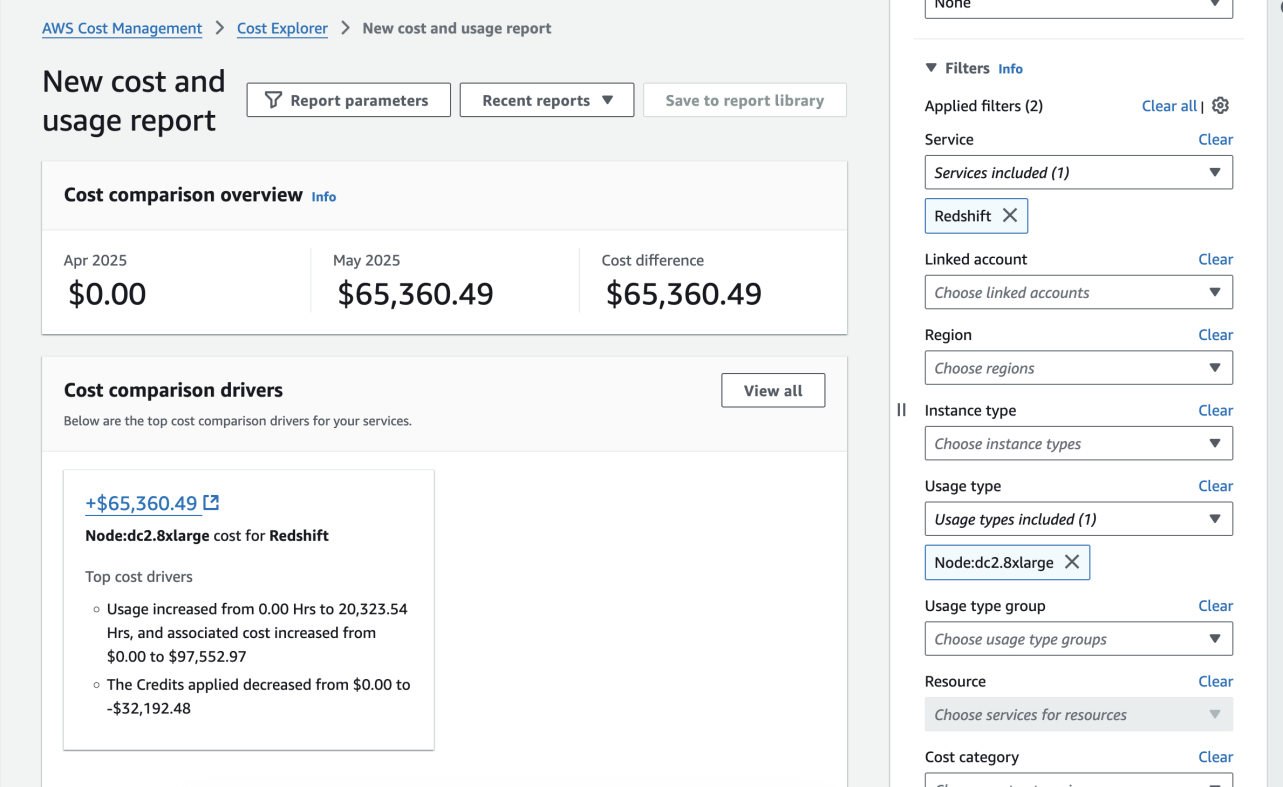 AWS Cost Management > Cost Explorer > New cost and usage report
New cost and
usage report
Report parameters
Recent reports
Save to report library
Cost comparison overview Info
Apr 2025
$0.00
May 2025
$65,360.49
Cost difference
$65,360.49
Cost comparison drivers
View all
Below are the top cost comparison drivers for your services.
+$65,360.49
Node:dc2.8xlarge cost for Redshift
Top cost drivers
Usage increased from 0.00 Hrs to 20,323.54
Hrs, and associated cost increased from
$0.00 to $97,552.97
The Credits applied decreased from $0.00 to
-$32,192.48
None
Filters Info
Applied filters (2)
Clear all |
Service
Clear
Services included (1)
Redshift
Linked account
Clear
Choose linked accounts
Region
Clear
Choose regions
Instance type
Clear
Choose instance types
Usage type
Clear
Usage types included (1)
Node:dc2.8xlarge
Usage type group
Clear
Choose usage type groups
Resource
Clear
Choose services for resources
Cost category
Clear